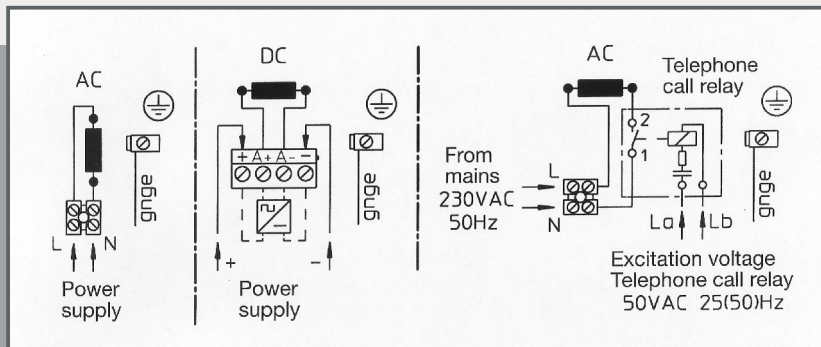 AC
gnge
L
N
Power
supply
DC
+ A+ A- −
gnge
+
−
Power
supply
AC
Telephone
call relay
2
1
From
mains
230VAC
50Hz
L
N
gnge
La
Lb
Excitation voltage
Telephone call relay
50VAC 25(50)Hz